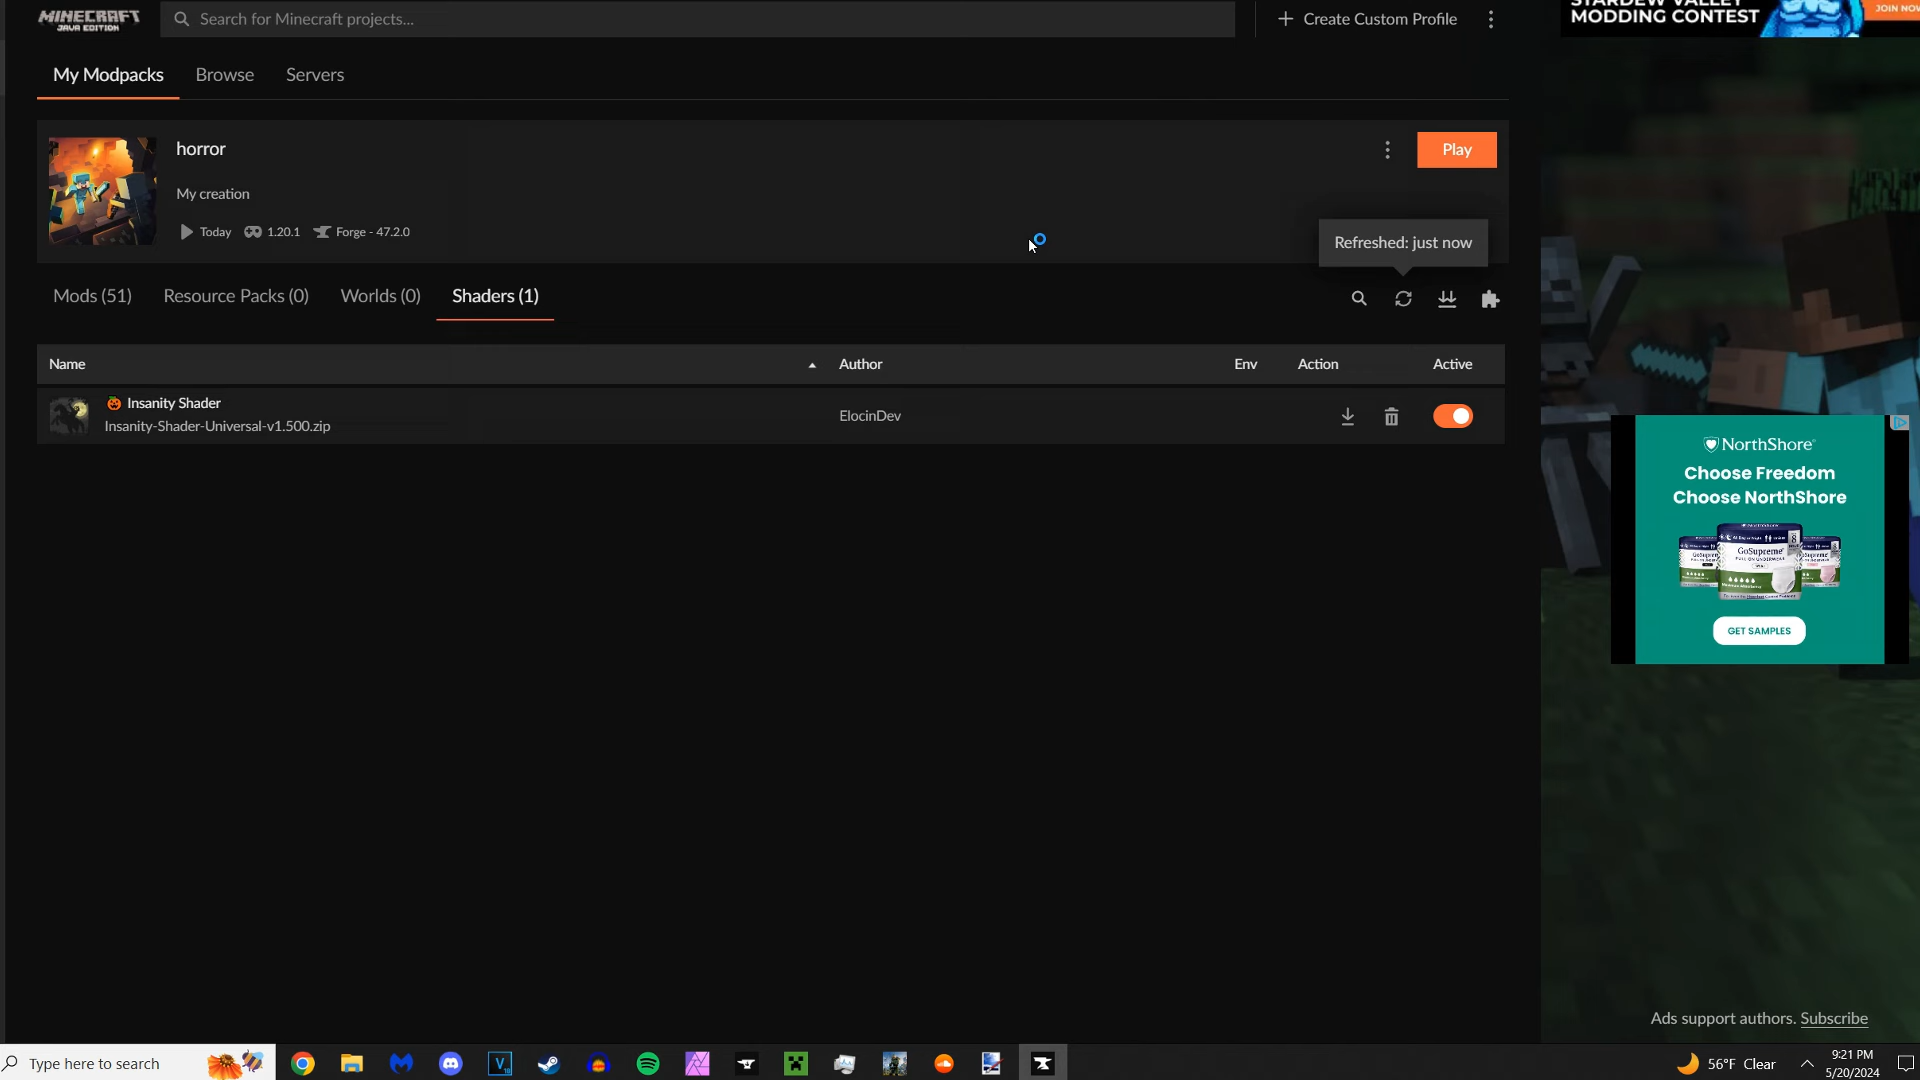 MINECRAFT
JAVA EDITION
Search for Minecraft projects...
Create Custom Profile
STARDEW VALLEY
MODDING CONTEST
JOIN NOW
My Modpacks
Browse
Servers
horror
Play
My creation
Today
1.20.1
Forge - 47.2.0
Refreshed: just now
Mods (51)
Resource Packs (0)
Worlds (0)
Shaders (1)
Name
Author
Env
Action
Active
Insanity Shader
Insanity-Shader-Universal-v1.500.zip
ElocinDev
NorthShore
Choose Freedom
Choose NorthShore
GoSupreme
GET SAMPLES
Ads support authors. Subscribe
Type here to search
56°F Clear
9:21 PM
5/20/2024